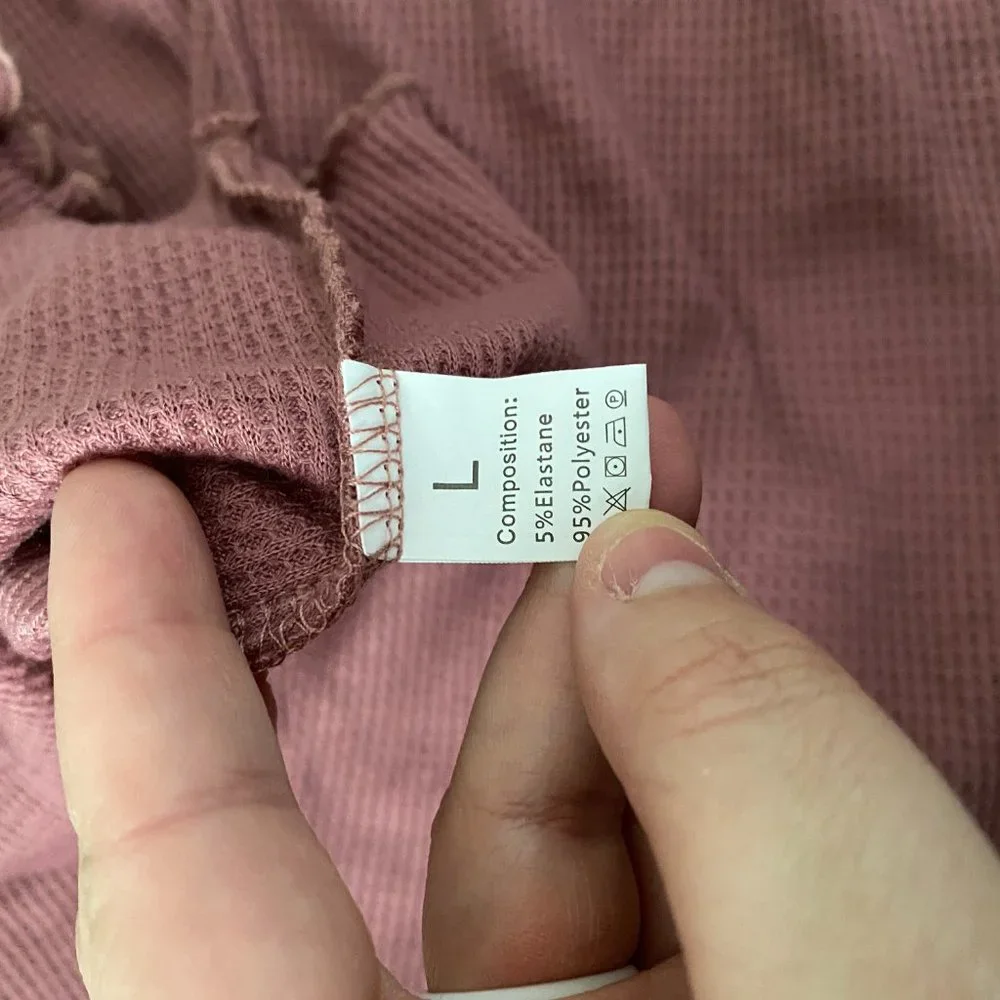 L
Composition:
5%Elastane
95%Polyester
P